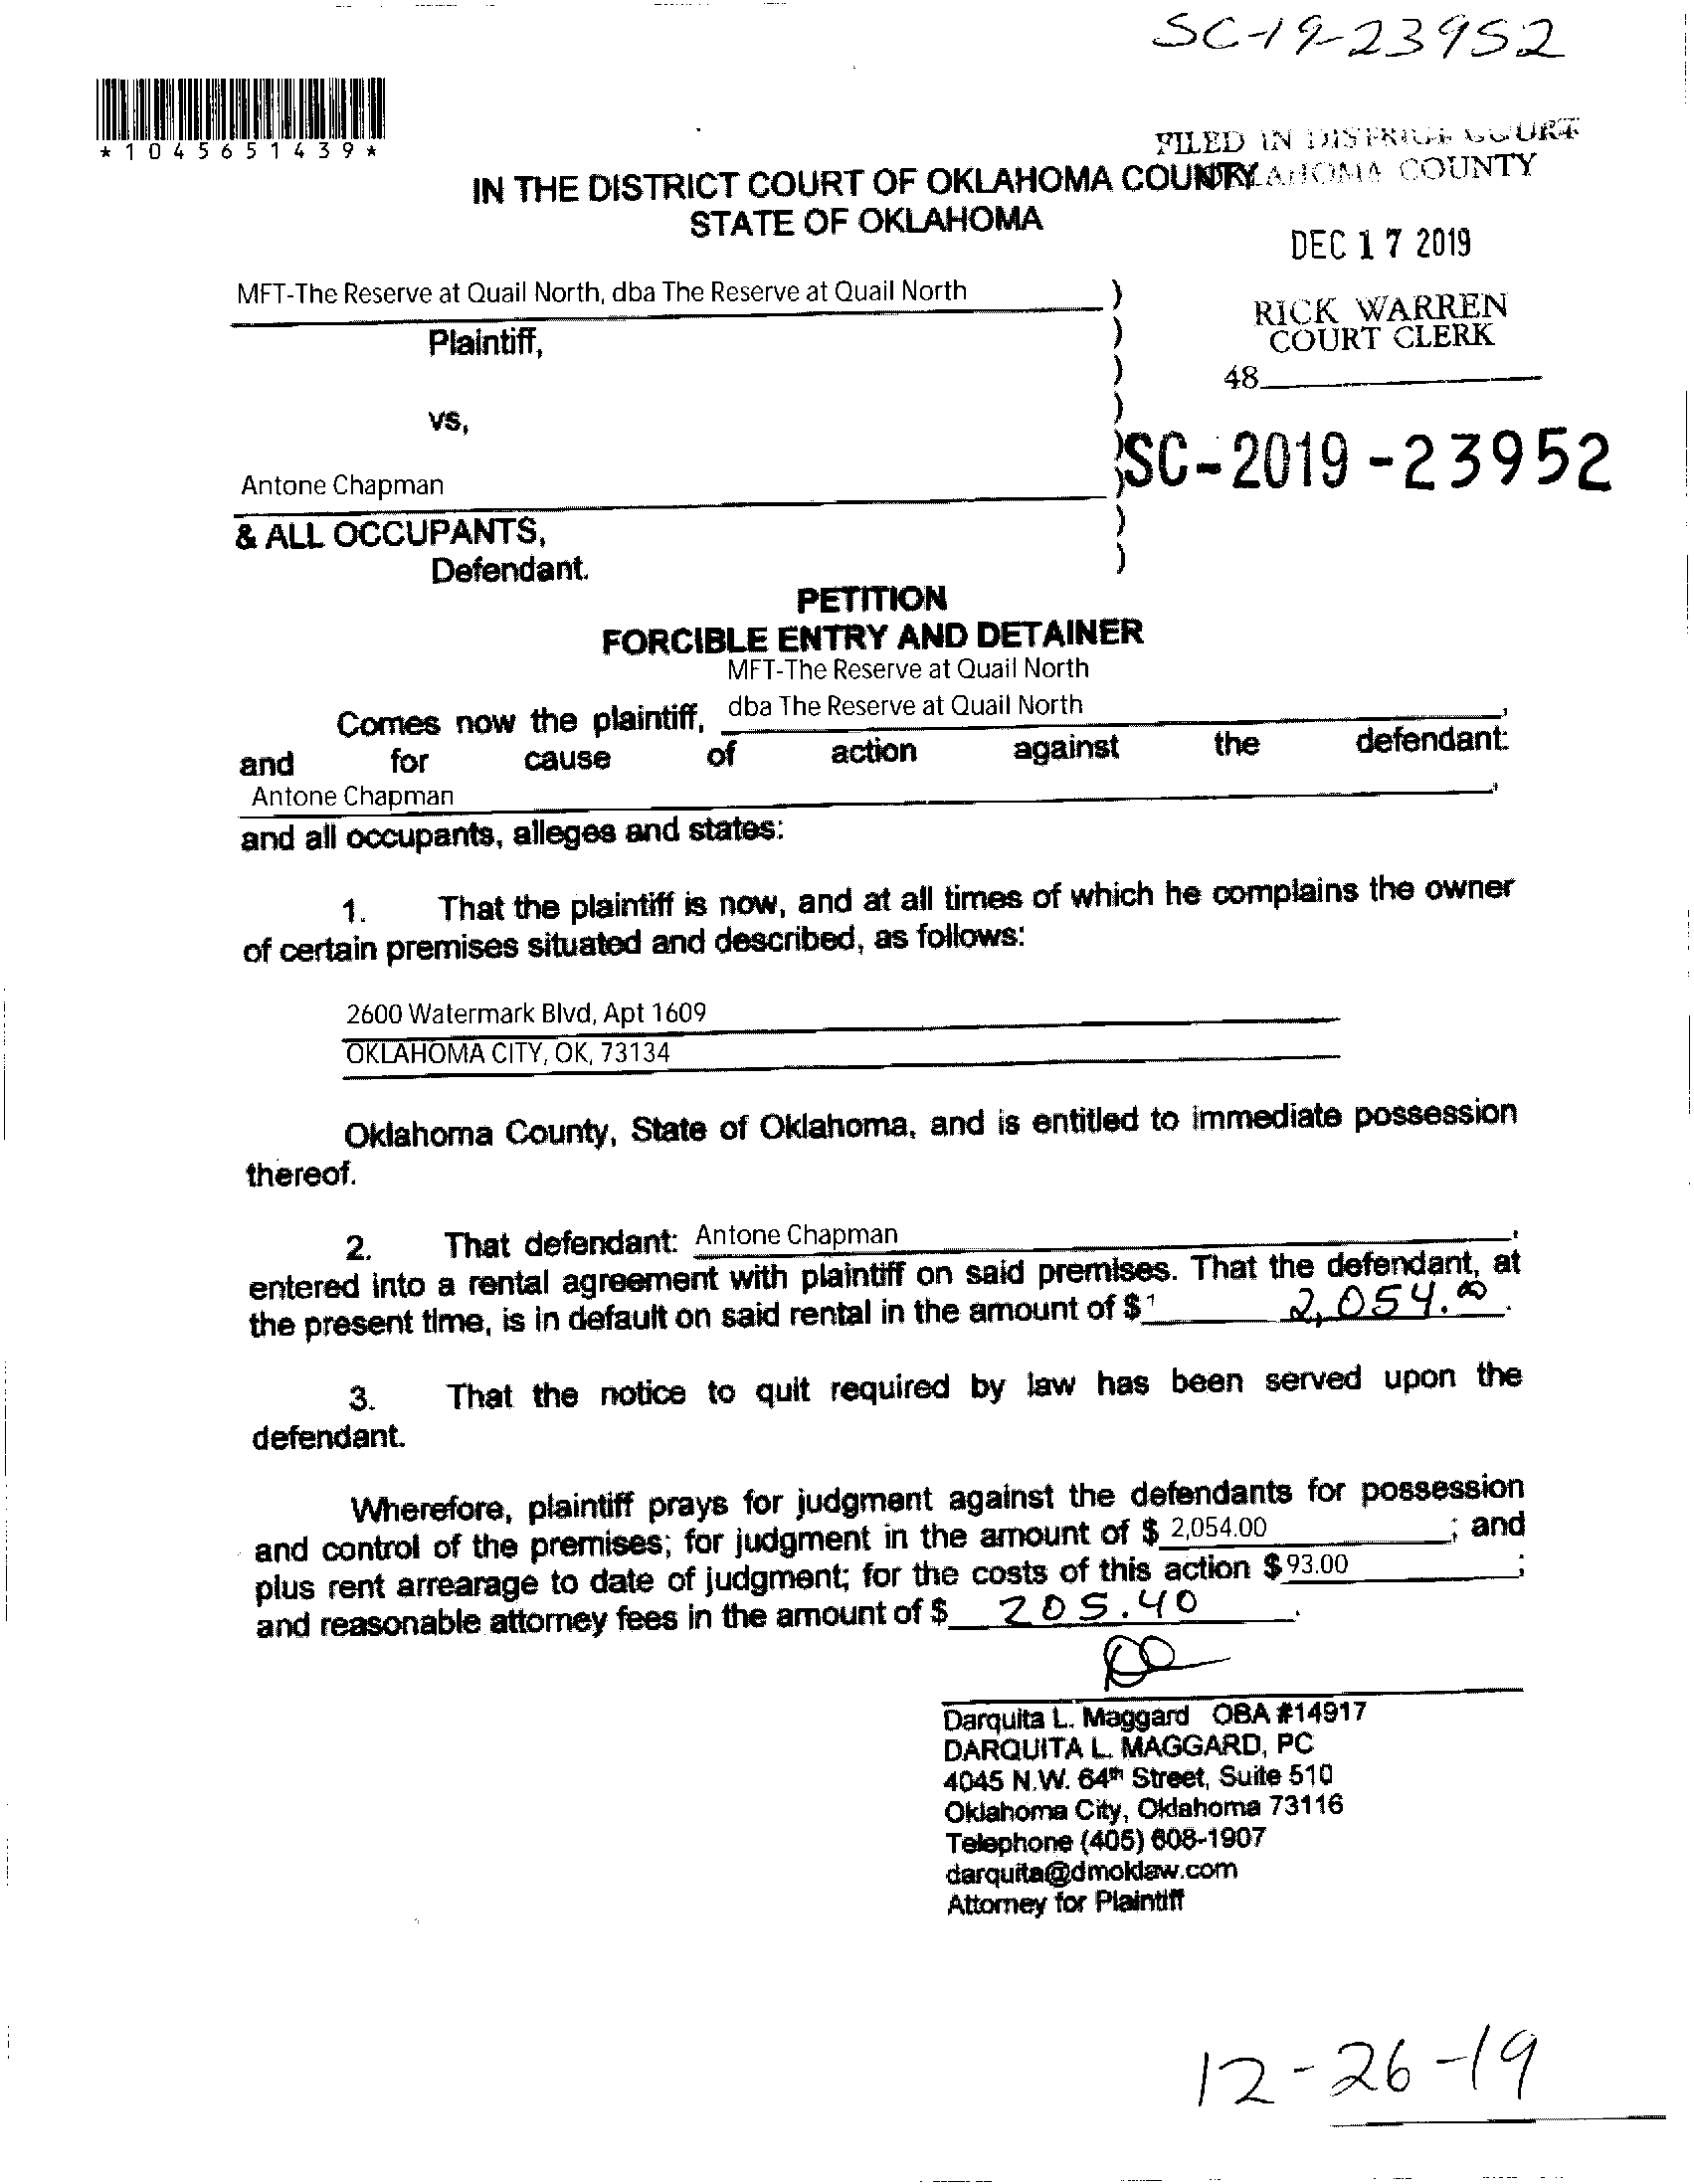 SC-19-23952
*1045651439*
FILED IN DISTRICT COURT
OKLAHOMA COUNTY
IN THE DISTRICT COURT OF OKLAHOMA COUNTY
STATE OF OKLAHOMA
DEC 17 2019
MFT-The Reserve at Quail North, dba The Reserve at Quail North )
RICK WARREN
Plaintiff, )
COURT CLERK
)
48
vs, )
)SC-2019-23952
Antone Chapman )
& ALL OCCUPANTS, )
Defendant. )
PETITION
FORCIBLE ENTRY AND DETAINER
MFT-The Reserve at Quail North
Comes now the plaintiff, dba The Reserve at Quail North,
and for cause of action against the defendant:
Antone Chapman,
and all occupants, alleges and states:
1. That the plaintiff is now, and at all times of which he complains the owner
of certain premises situated and described, as follows:
2600 Watermark Blvd, Apt 1609
OKLAHOMA CITY, OK, 73134
Oklahoma County, State of Oklahoma, and is entitled to immediate possession
thereof.
2. That defendant: Antone Chapman;
entered into a rental agreement with plaintiff on said premises. That the defendant, at
the present time, is in default on said rental in the amount of $ 2,054.00.
3. That the notice to quit required by law has been served upon the
defendant.
Wherefore, plaintiff prays for judgment against the defendants for possession
and control of the premises; for judgment in the amount of $ 2,054.00; and
plus rent arrearage to date of judgment; for the costs of this action $93.00;
and reasonable attorney fees in the amount of $ 205.40.
Darquita L. Maggard OBA #14917
DARQUITA L. MAGGARD, PC
4045 N.W. 64th Street, Suite 510
Oklahoma City, Oklahoma 73116
Telephone (405) 608-1907
darquita@dmoklaw.com
Attorney for Plaintiff
12-26-19